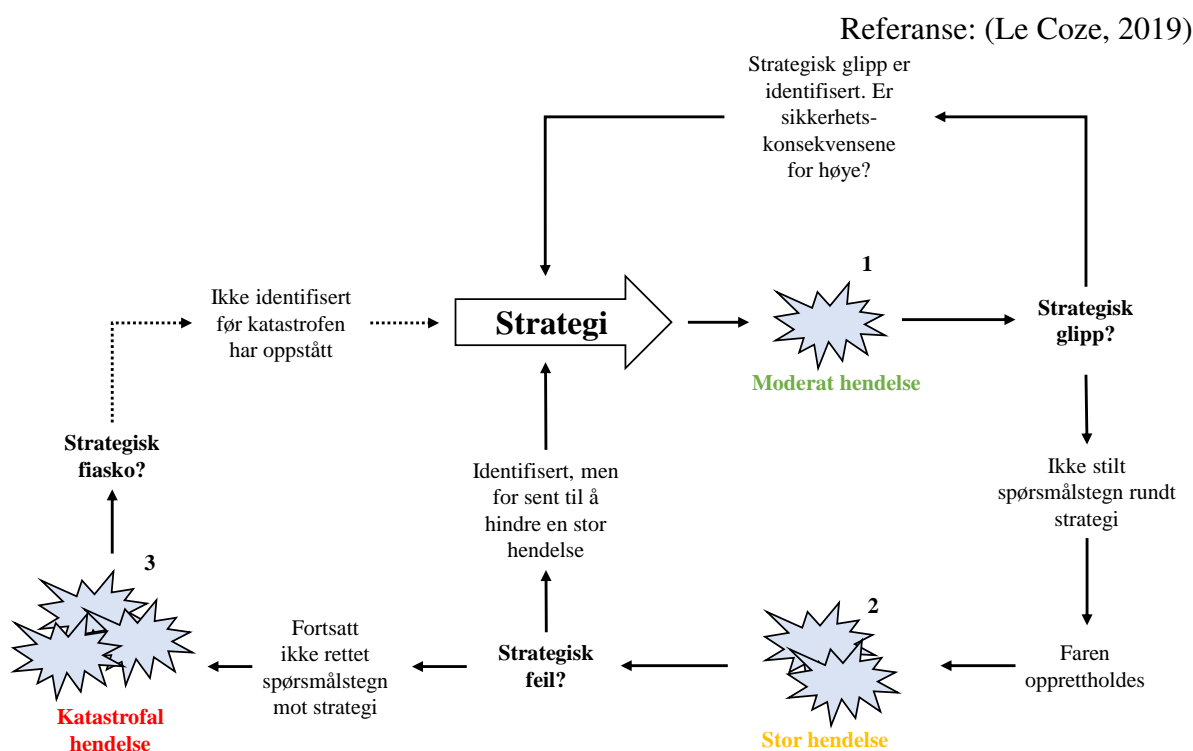 Referanse: (Le Coze, 2019)
Strategisk glipp er
identifisert. Er
sikkerhets-
konsekvensene
for høye?
1
Ikke identifisert
før katastrofen
har oppstått
Strategi
Strategisk
glipp?
Moderat hendelse
Strategisk
fiasko?
Identifisert, men
for sent til å
hindre en stor
hendelse
Ikke stilt
spørsmålstegn rundt
strategi
3
2
Fortsatt
ikke rettet
spørsmålstegn
mot strategi
Strategisk
feil?
Faren
opprettholdes
Katastrofal
hendelse
Stor hendelse